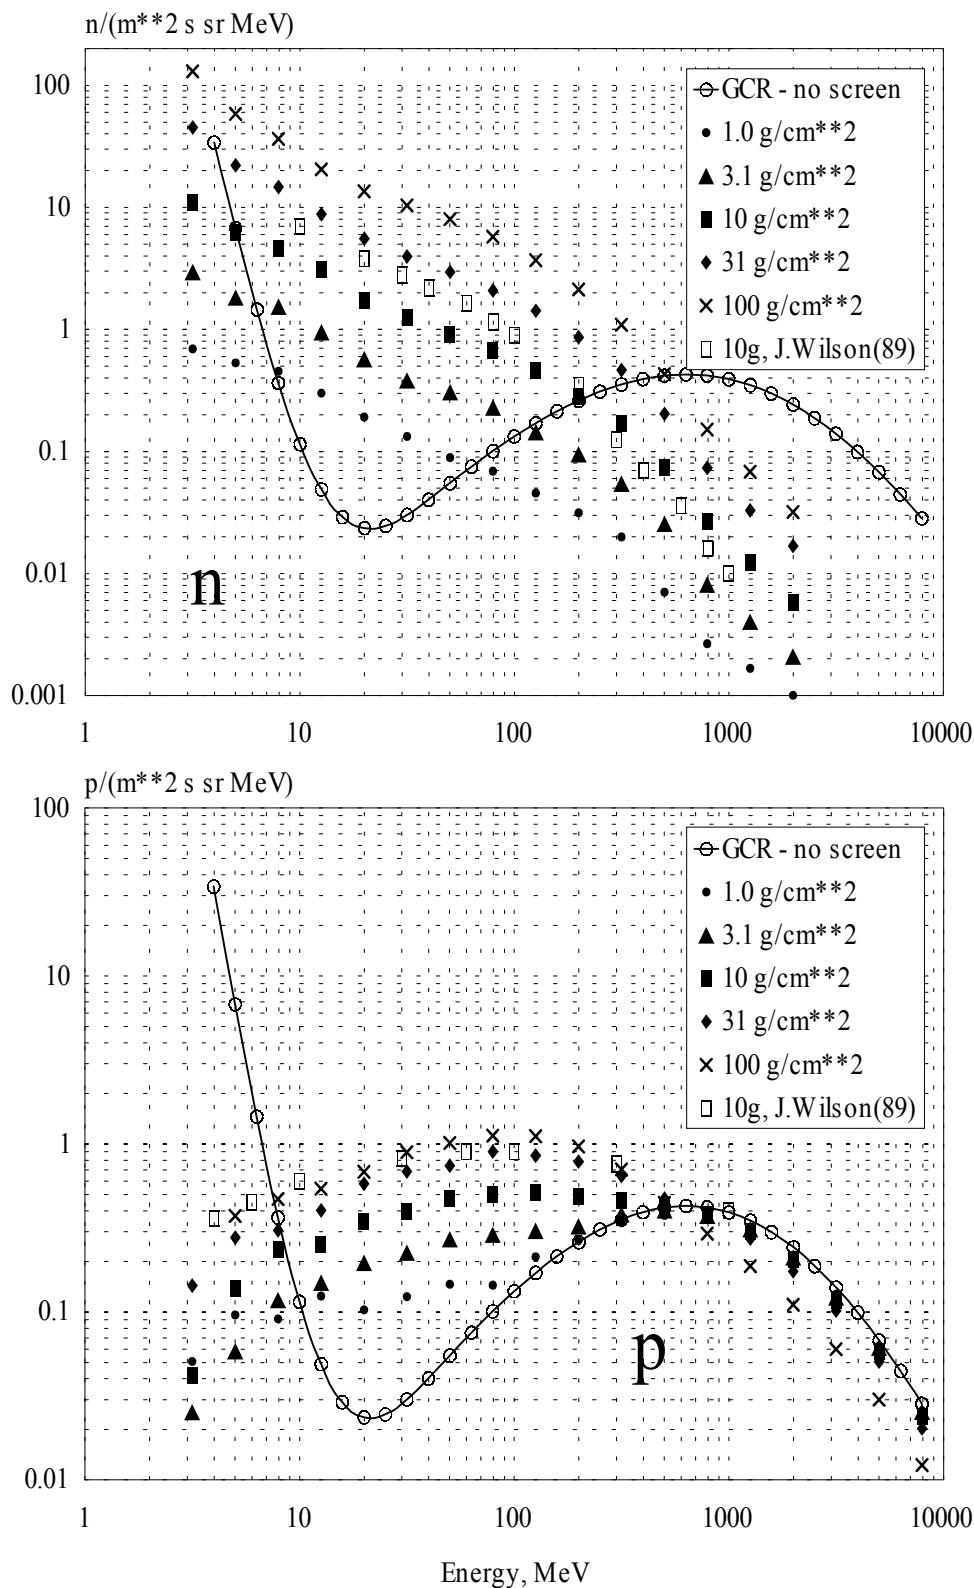 n/(m**2 s sr MeV)
100
10
1
0.1
0.01
0.001
GCR - no screen
1.0 g/cm**2
3.1 g/cm**2
10 g/cm**2
31 g/cm**2
100 g/cm**2
10g, J.Wilson(89)
n
1 10 100 1000 10000
p/(m**2 s sr MeV)
100
10
1
0.1
0.01
GCR - no screen
1.0 g/cm**2
3.1 g/cm**2
10 g/cm**2
31 g/cm**2
100 g/cm**2
10g, J.Wilson(89)
p
1 10 100 1000 10000
Energy, MeV